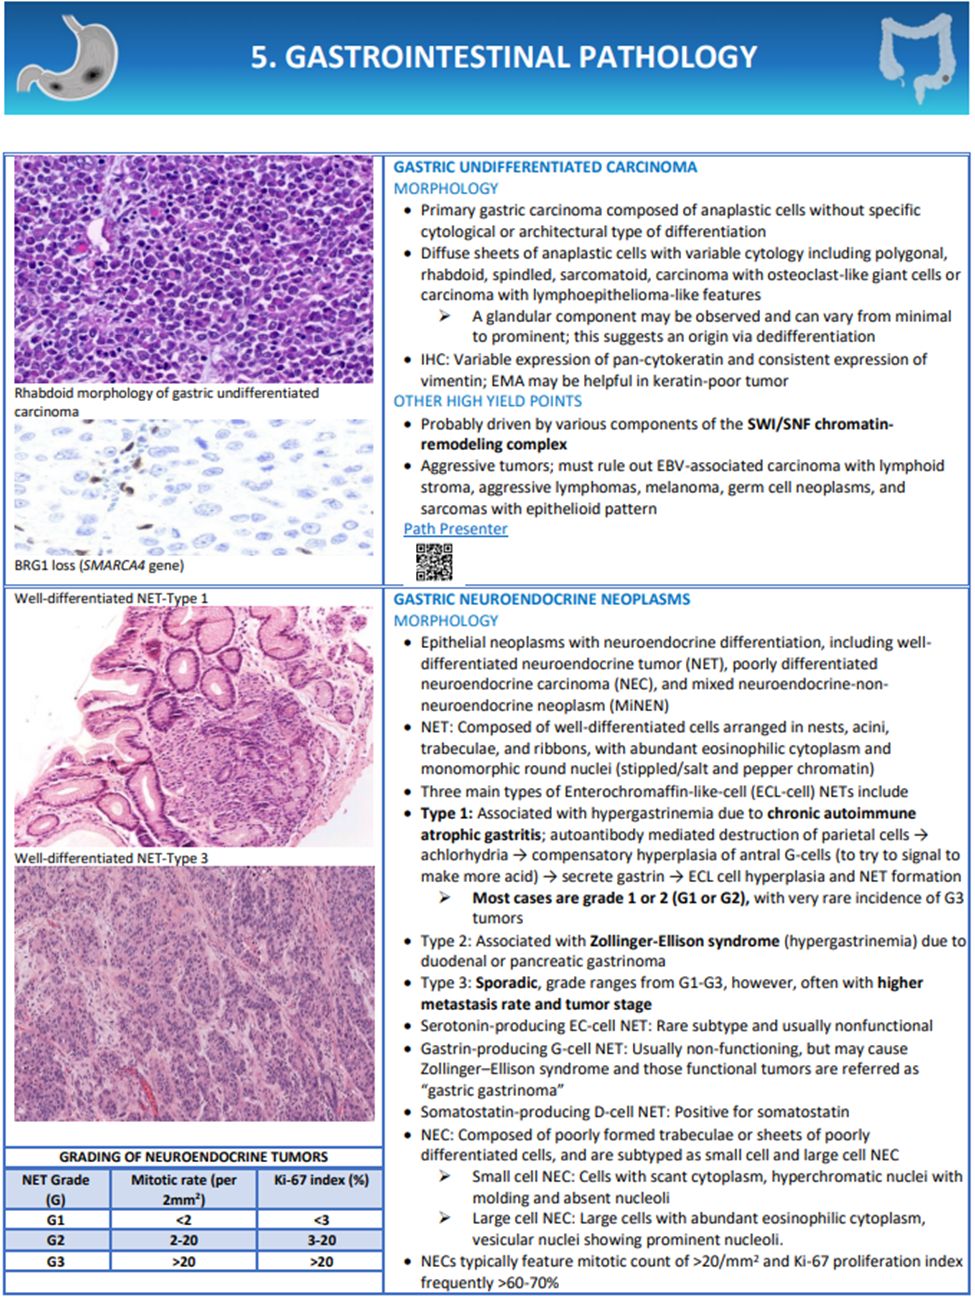 5. GASTROINTESTINAL PATHOLOGY
Rhabdoid morphology of gastric undifferentiated
carcinoma
BRG1 loss (SMARCA4 gene)
GASTRIC UNDIFFERENTIATED CARCINOMA
MORPHOLOGY
• Primary gastric carcinoma composed of anaplastic cells without specific
cytological or architectural type of differentiation
• Diffuse sheets of anaplastic cells with variable cytology including polygonal,
rhabdoid, spindled, sarcomatoid, carcinoma with osteoclast-like giant cells or
carcinoma with lymphoepithelioma-like features
➢ A glandular component may be observed and can vary from minimal
to prominent; this suggests an origin via dedifferentiation
• IHC: Variable expression of pan-cytokeratin and consistent expression of
vimentin; EMA may be helpful in keratin-poor tumor
OTHER HIGH YIELD POINTS
• Probably driven by various components of the SWI/SNF chromatin-
remodeling complex
• Aggressive tumors; must rule out EBV-associated carcinoma with lymphoid
stroma, aggressive lymphomas, melanoma, germ cell neoplasms, and
sarcomas with epithelioid pattern
Path Presenter
Well-differentiated NET-Type 1
Well-differentiated NET-Type 3
GRADING OF NEUROENDOCRINE TUMORS
NET Grade (G) Mitotic rate (per 2mm²) Ki-67 index (%)
G1 <2 <3
G2 2-20 3-20
G3 >20 >20
GASTRIC NEUROENDOCRINE NEOPLASMS
MORPHOLOGY
• Epithelial neoplasms with neuroendocrine differentiation, including well-
differentiated neuroendocrine tumor (NET), poorly differentiated
neuroendocrine carcinoma (NEC), and mixed neuroendocrine-non-
neuroendocrine neoplasm (MiNEN)
• NET: Composed of well-differentiated cells arranged in nests, acini,
trabeculae, and ribbons, with abundant eosinophilic cytoplasm and
monomorphic round nuclei (stippled/salt and pepper chromatin)
• Three main types of Enterochromaffin-like-cell (ECL-cell) NETs include
• Type 1: Associated with hypergastrinemia due to chronic autoimmune
atrophic gastritis; autoantibody mediated destruction of parietal cells →
achlorhydria → compensatory hyperplasia of antral G-cells (to try to signal to
make more acid) → secrete gastrin → ECL cell hyperplasia and NET formation
➢ Most cases are grade 1 or 2 (G1 or G2), with very rare incidence of G3
tumors
• Type 2: Associated with Zollinger-Ellison syndrome (hypergastrinemia) due to
duodenal or pancreatic gastrinoma
• Type 3: Sporadic, grade ranges from G1-G3, however, often with higher
metastasis rate and tumor stage
• Serotonin-producing EC-cell NET: Rare subtype and usually nonfunctional
• Gastrin-producing G-cell NET: Usually non-functioning, but may cause
Zollinger–Ellison syndrome and those functional tumors are referred as
“gastric gastrinoma”
• Somatostatin-producing D-cell NET: Positive for somatostatin
• NEC: Composed of poorly formed trabeculae or sheets of poorly
differentiated cells, and are subtyped as small cell and large cell NEC
➢ Small cell NEC: Cells with scant cytoplasm, hyperchromatic nuclei with
molding and absent nucleoli
➢ Large cell NEC: Large cells with abundant eosinophilic cytoplasm,
vesicular nuclei showing prominent nucleoli.
• NECs typically feature mitotic count of >20/mm² and Ki-67 proliferation index
frequently >60-70%